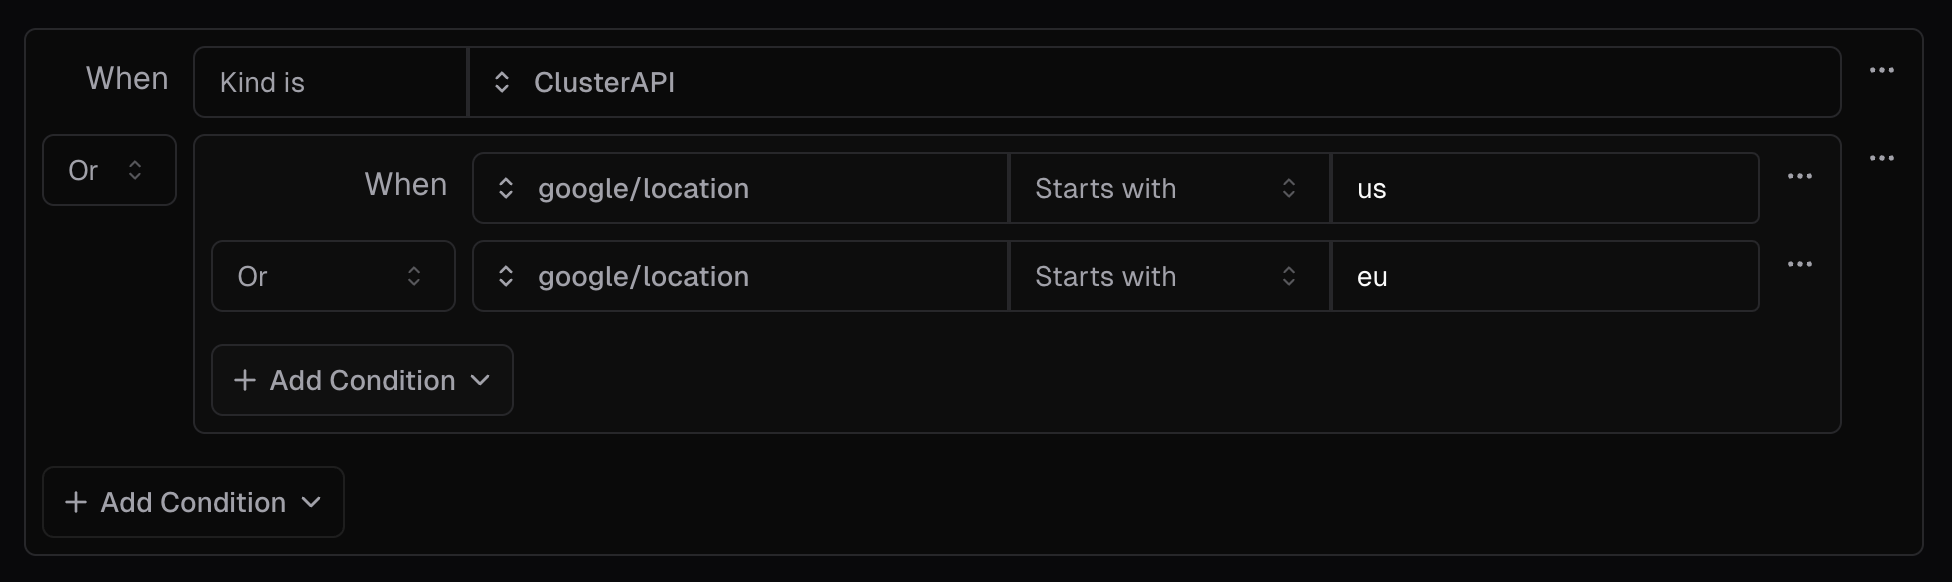 When Kind is ClusterAPI
Or When google/location Starts with us
Or google/location Starts with eu
Add Condition
Add Condition